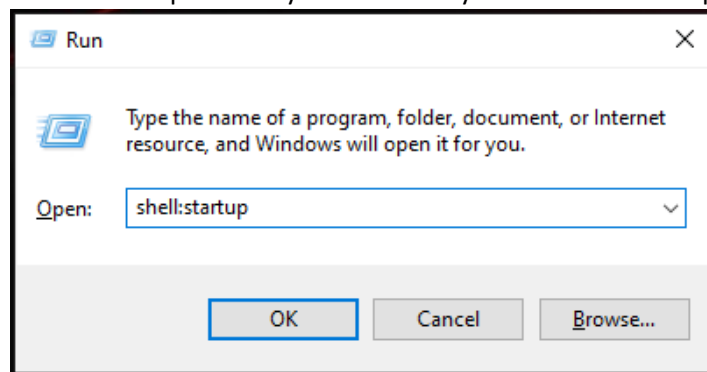 Run
Type the name of a program, folder, document, or Internet
resource, and Windows will open it for you.
Open: shell:startup
OK Cancel Browse...